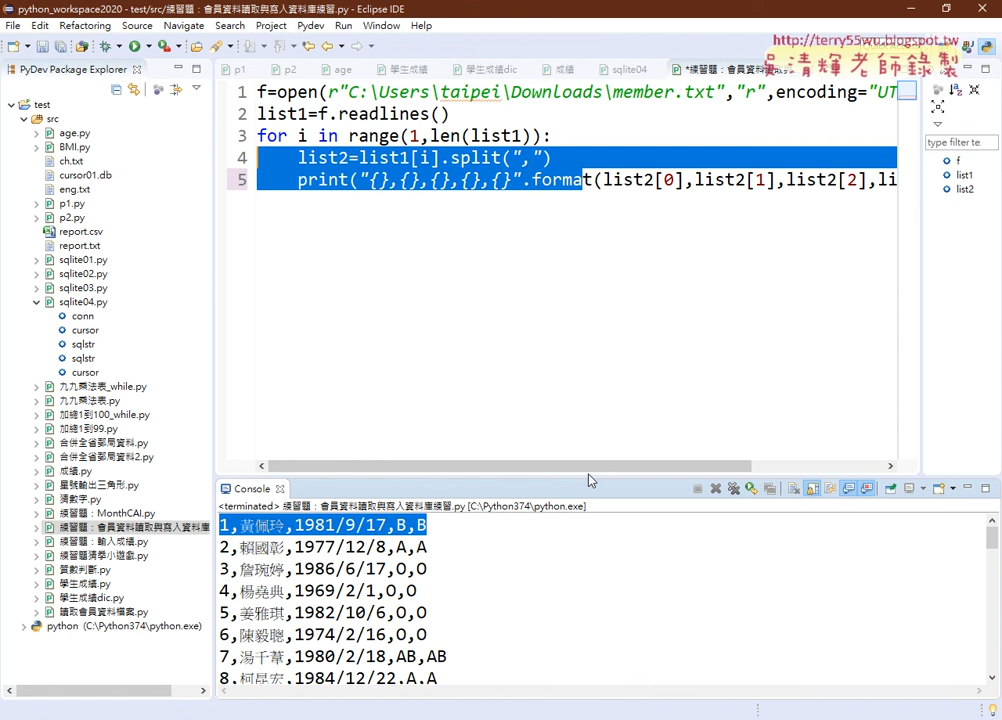 python_workspace2020 - test/src/練習題：會員資料讀取與寫入資料庫練習.py - Eclipse IDE
File Edit Refactoring Source Navigate Search Project Pydev Run Window Help
http://terry55wu.blogspot.tw
吳清輝老師錄製
PyDev Package Explorer
p1 p2 age 學生成績 學生成績dic 成績 sqlite04 *練習題：會員資料
test
src
age.py
BMI.py
ch.txt
cursor01.db
eng.txt
p1.py
p2.py
report.csv
report.txt
sqlite01.py
sqlite02.py
sqlite03.py
sqlite04.py
conn
cursor
sqlstr
sqlstr
cursor
九九乘法表_while.py
九九乘法表.py
加總1到100_while.py
加總1到99.py
合併全省郵局資料.py
合併全省郵局資料2.py
成績.py
星號輸出三角形.py
猜數字.py
練習題：MonthCAI.py
練習題：會員資料讀取與寫入資料庫
練習題：輸入成績.py
練習題猜學小遊戲.py
質數判斷.py
學生成績.py
學生成績dic.py
讀取會員資料檔案.py
python (C:\Python374\python.exe)
1 f=open(r"C:\Users\taipei\Downloads\member.txt","r",encoding="UT
2 list1=f.readlines()
3 for i in range(1,len(list1)):
4 list2=list1[i].split(",")
5 print("{},{},{},{},{}".format(list2[0],list2[1],list2[2],li
type filter te:
f
list1
list2
Console
<terminated> 練習題：會員資料讀取與寫入資料庫練習.py [C:\Python374\python.exe]
1,黃佩玲,1981/9/17,B,B
2,賴國彰,1977/12/8,A,A
3,詹琬婷,1986/6/17,O,O
4,楊堯典,1969/2/1,O,O
5,姜雅琪,1982/10/6,O,O
6,陳毅聰,1974/2/16,O,O
7,湯千葦,1980/2/18,AB,AB
8,柯昆宏,1984/12/22,A,A